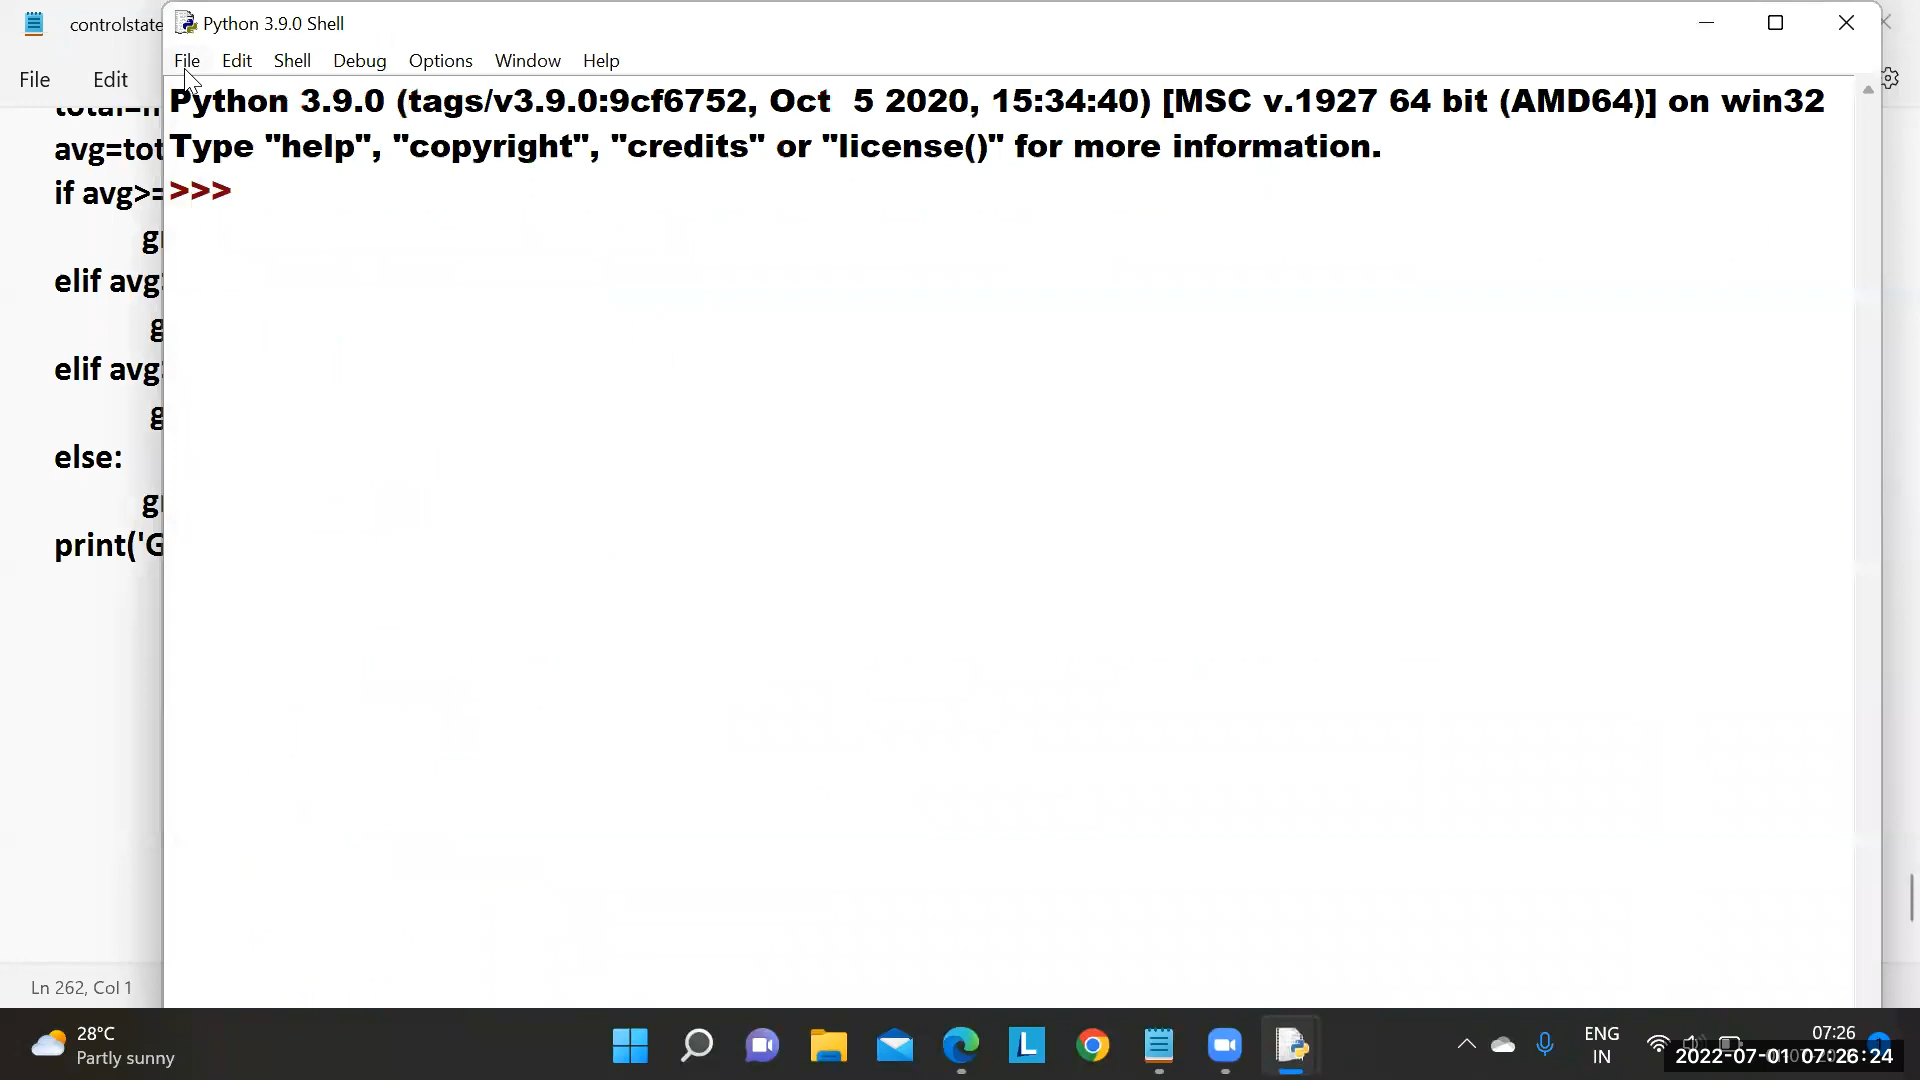 controlstate
Python 3.9.0 Shell
File Edit
File Edit Shell Debug Options Window Help
Python 3.9.0 (tags/v3.9.0:9cf6752, Oct  5 2020, 15:34:40) [MSC v.1927 64 bit (AMD64)] on win32
Type "help", "copyright", "credits" or "license()" for more information.
>>>
avg=tot
if avg>=
elif avg
elif avg
else:
print('G
Ln 262, Col 1
28°C
Partly sunny
ENG
IN
07:26
2022-07-01 07:26:24